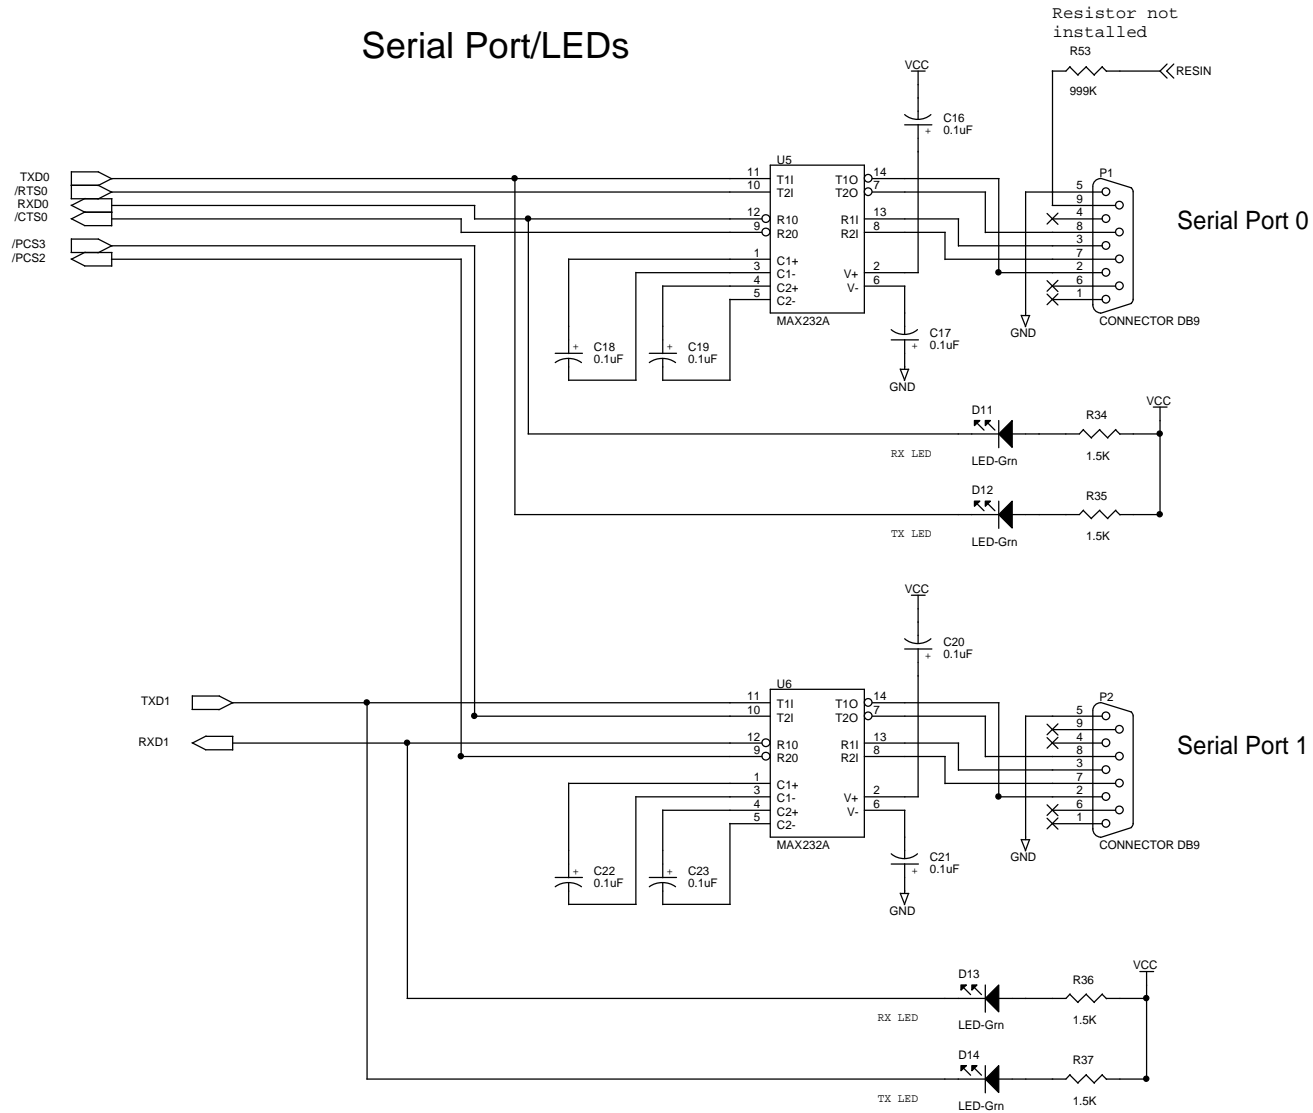 Serial Port/LEDs
Resistor not
installed
R53
999K
RESIN
VCC
C16
0.1uF
TXD0
/RTS0
RXD0
/CTS0
/PCS3
/PCS2
U5
11 T1I
10 T2I
12 R10
9 R20
1 C1+
3 C1-
4 C2+
5 C2-
T1O 14
T2O 7
R1I 13
R2I 8
V+ 2
V- 6
MAX232A
P1
5
9
4
8
3
7
2
6
1
CONNECTOR DB9
Serial Port 0
GND
C17
0.1uF
GND
C18
0.1uF
C19
0.1uF
VCC
D11
R34
RX LED
LED-Grn
1.5K
D12
R35
TX LED
LED-Grn
1.5K
VCC
C20
0.1uF
TXD1
RXD1
U6
11 T1I
10 T2I
12 R10
9 R20
1 C1+
3 C1-
4 C2+
5 C2-
T1O 14
T2O 7
R1I 13
R2I 8
V+ 2
V- 6
MAX232A
P2
5
9
4
8
3
7
2
6
1
CONNECTOR DB9
Serial Port 1
GND
C21
0.1uF
GND
C22
0.1uF
C23
0.1uF
VCC
D13
R36
RX LED
LED-Grn
1.5K
D14
R37
TX LED
LED-Grn
1.5K